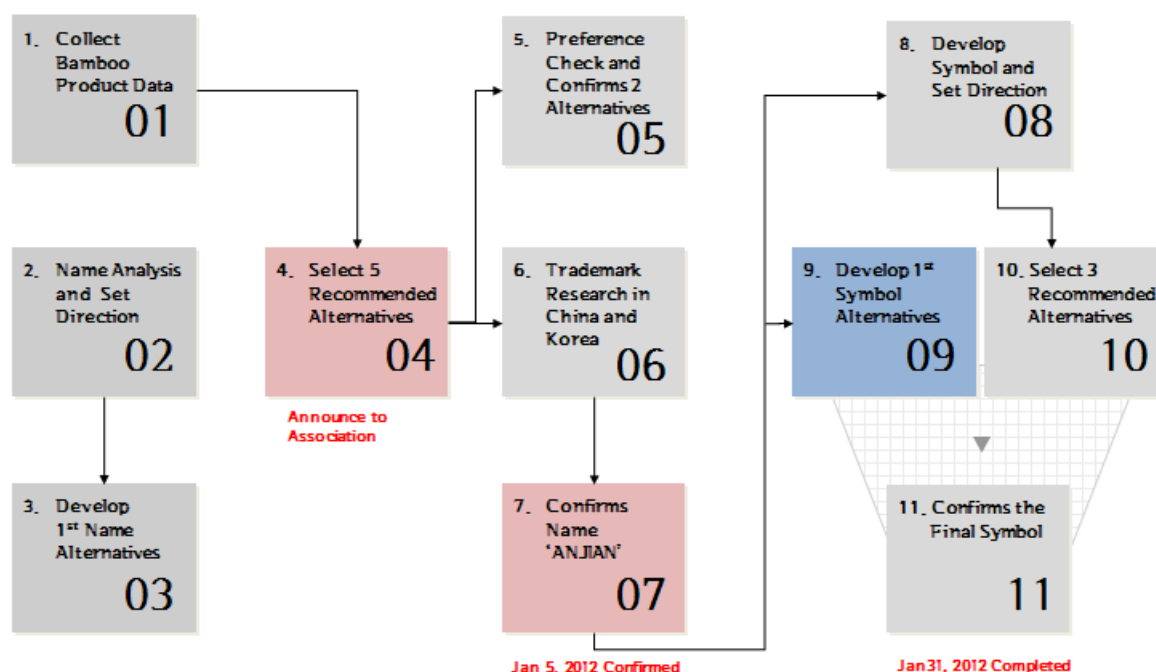 1. Collect
Bamboo
Product Data
01
2. Name Analysis
and Set
Direction
02
3. Develop
1st Name
Alternatives
03
4. Select 5
Recommended
Alternatives
04
Announce to
Association
5. Preference
Check and
Confirms 2
Alternatives
05
6. Trademark
Research in
China and
Korea
06
7. Confirms
Name
‘ANJIAN’
07
Jan 5, 2012 Confirmed
8. Develop
Symbol and
Set Direction
08
9. Develop 1st
Symbol
Alternatives
09
10. Select 3
Recommended
Alternatives
10
11. Confirms the
Final Symbol
11
Jan31, 2012 Completed